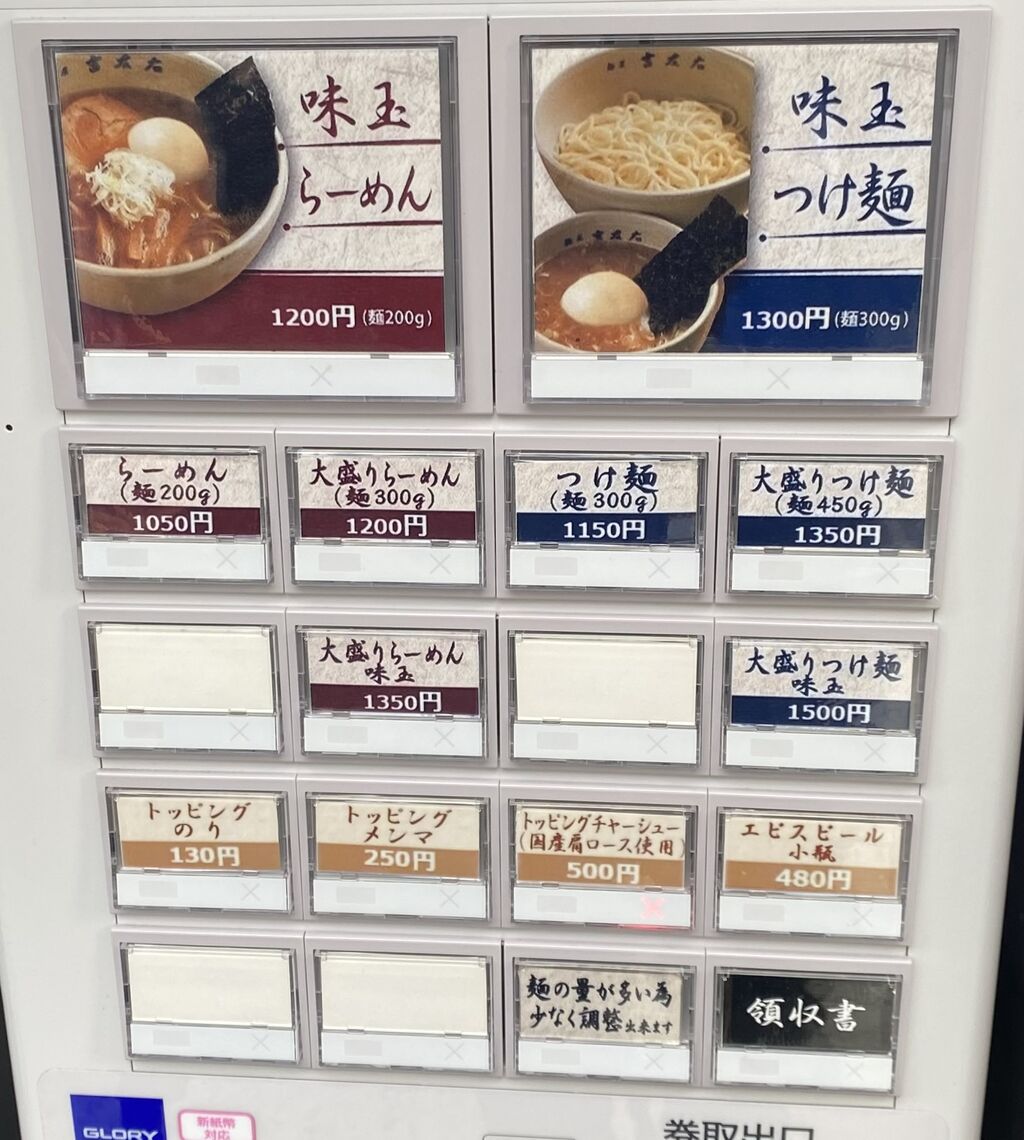 味玉
らーめん
1200円(麺200g)
味玉
つけ麺
1300円(麺300g)
らーめん
(麺200g)
1050円
大盛りらーめん
(麺300g)
1200円
つけ麺
(麺300g)
1150円
大盛りつけ麺
(麺450g)
1350円
大盛りらーめん
味玉
1350円
大盛りつけ麺
味玉
1500円
トッピング
のり
130円
トッピング
メンマ
250円
トッピングチャーシュー
(国産肩ロース使用)
500円
エビスビール
小瓶
480円
麺の量が多い為
少なく調整出来ます
領収書
GLORY
新紙幣
対応
券取出口